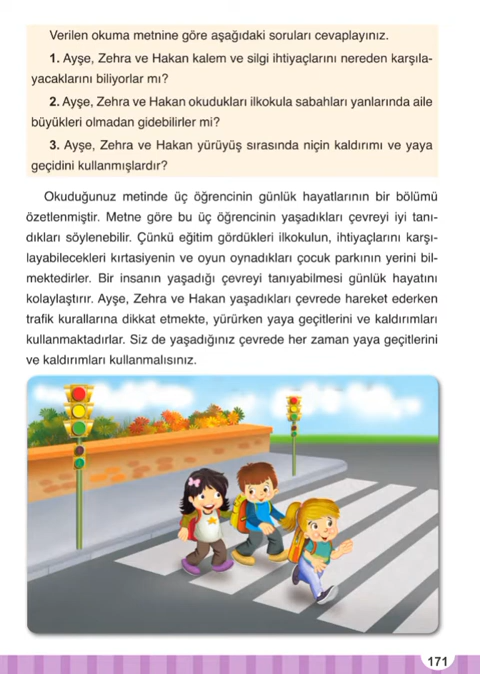 Verilen okuma metnine göre aşağıdaki soruları cevaplayınız.
1. Ayşe, Zehra ve Hakan kalem ve silgi ihtiyaçlarını nereden karşıla-
yacaklarını biliyorlar mı?
2. Ayşe, Zehra ve Hakan okudukları ilkokula sabahları yanlarında aile
büyükleri olmadan gidebilirler mi?
3. Ayşe, Zehra ve Hakan yürüyüş sırasında niçin kaldırımı ve yaya
geçidini kullanmışlardır?
Okuduğunuz metinde üç öğrencinin günlük hayatlarının bir bölümü
özetlenmiştir. Metne göre bu üç öğrencinin yaşadıkları çevreyi iyi tanı-
dıkları söylenebilir. Çünkü eğitim gördükleri ilkokulun, ihtiyaçlarını karşı-
layabilecekleri kırtasiyenin ve oyun oynadıkları çocuk parkının yerini bil-
mektedirler. Bir insanın yaşadığı çevreyi tanıyabilmesi günlük hayatını
kolaylaştırır. Ayşe, Zehra ve Hakan yaşadıkları çevrede hareket ederken
trafik kurallarına dikkat etmekte, yürürken yaya geçitlerini ve kaldırımları
kullanmaktadırlar. Siz de yaşadığınız çevrede her zaman yaya geçitlerini
ve kaldırımları kullanmalısınız.
171